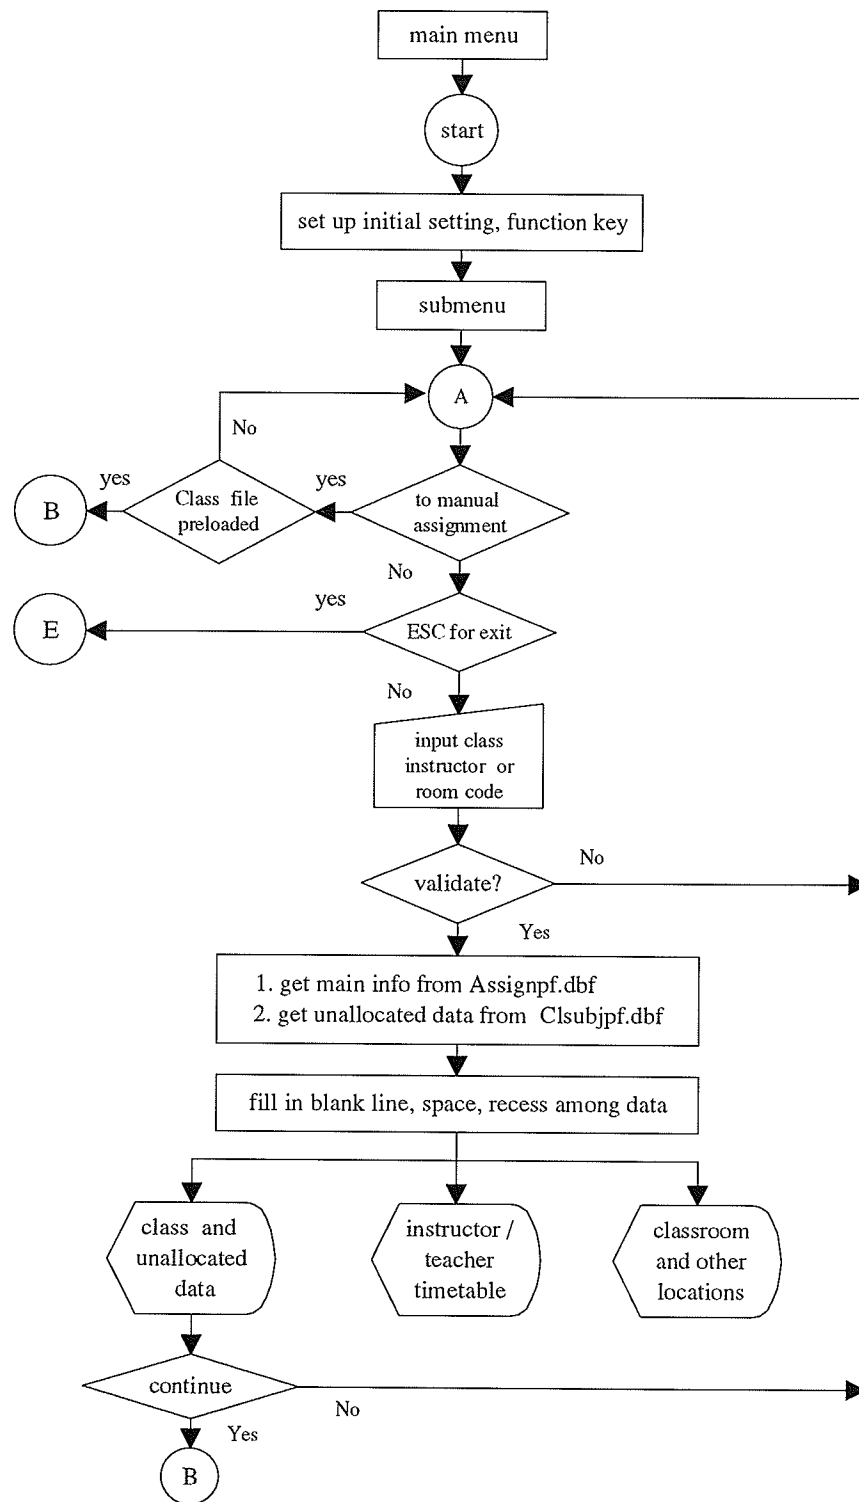 main menu
start
set up initial setting, function key
submenu
A
No
yes
yes
B
Class file
preloaded
to manual
assignment
No
yes
E
ESC for exit
No
input class
instructor or
room code
No
validate?
Yes
1. get main info from Assignpf.dbf
2. get unallocated data from Clsubjpf.dbf
fill in blank line, space, recess among data
class and
unallocated
data
instructor /
teacher
timetable
classroom
and other
locations
continue
No
Yes
B